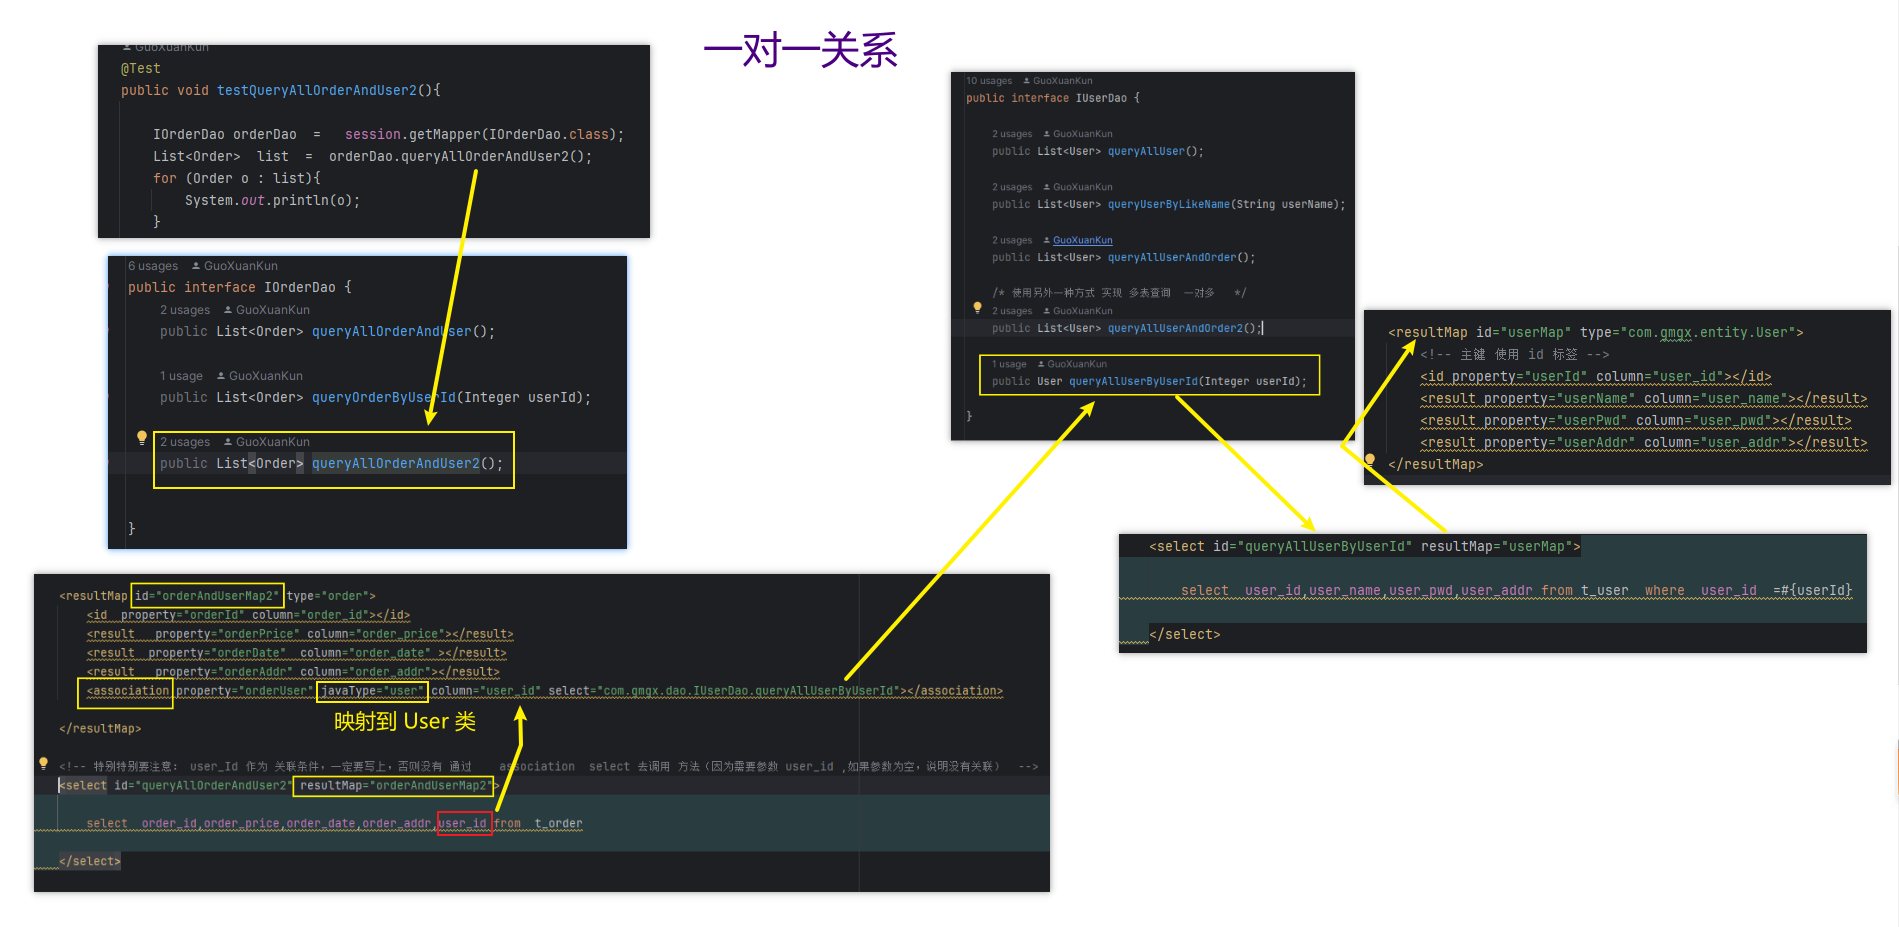 一对一关系
GuoXuanKun
@Test
public void testQueryAllOrderAndUser2(){
IOrderDao orderDao = session.getMapper(IOrderDao.class);
List<Order> list = orderDao.queryAllOrderAndUser2();
for (Order o : list){
System.out.println(o);
}
6 usages GuoXuanKun
public interface IOrderDao {
2 usages GuoXuanKun
public List<Order> queryAllOrderAndUser();
1 usage GuoXuanKun
public List<Order> queryOrderByUserId(Integer userId);
2 usages GuoXuanKun
public List<Order> queryAllOrderAndUser2();
}
10 usages GuoXuanKun
public interface IUserDao {
2 usages GuoXuanKun
public List<User> queryAllUser();
2 usages GuoXuanKun
public List<User> queryUserByLikeName(String userName);
2 usages GuoXuanKun
public List<User> queryAllUserAndOrder();
/* 使用另外一种方式 实现 多表查询 一对多 */
2 usages GuoXuanKun
public List<User> queryAllUserAndOrder2();
1 usage GuoXuanKun
public User queryAllUserByUserId(Integer userId);
}
<resultMap id="userMap" type="com.gmgx.entity.User">
<!-- 主键 使用 id 标签 -->
<id property="userId" column="user_id"></id>
<result property="userName" column="user_name"></result>
<result property="userPwd" column="user_pwd"></result>
<result property="userAddr" column="user_addr"></result>
</resultMap>
<select id="queryAllUserByUserId" resultMap="userMap">
select user_id,user_name,user_pwd,user_addr from t_user where user_id =#{userId}
</select>
<resultMap id="orderAndUserMap2" type="order">
<id property="orderId" column="order_id"></id>
<result property="orderPrice" column="order_price"></result>
<result property="orderDate" column="order_date" ></result>
<result property="orderAddr" column="order_addr"></result>
<association property="orderUser" javaType="user" column="user_id" select="com.gmgx.dao.IUserDao.queryAllUserByUserId"></association>
映射到 User 类
</resultMap>
<!-- 特别特别要注意: user_Id 作为 关联条件，一定要写上，否则没有 通过 association select 去调用 方法（因为需要参数 user_id ,如果参数为空，说明没有关联） -->
<select id="queryAllOrderAndUser2" resultMap="orderAndUserMap2">
select order_id,order_price,order_date,order_addr,user_id from t_order
</select>